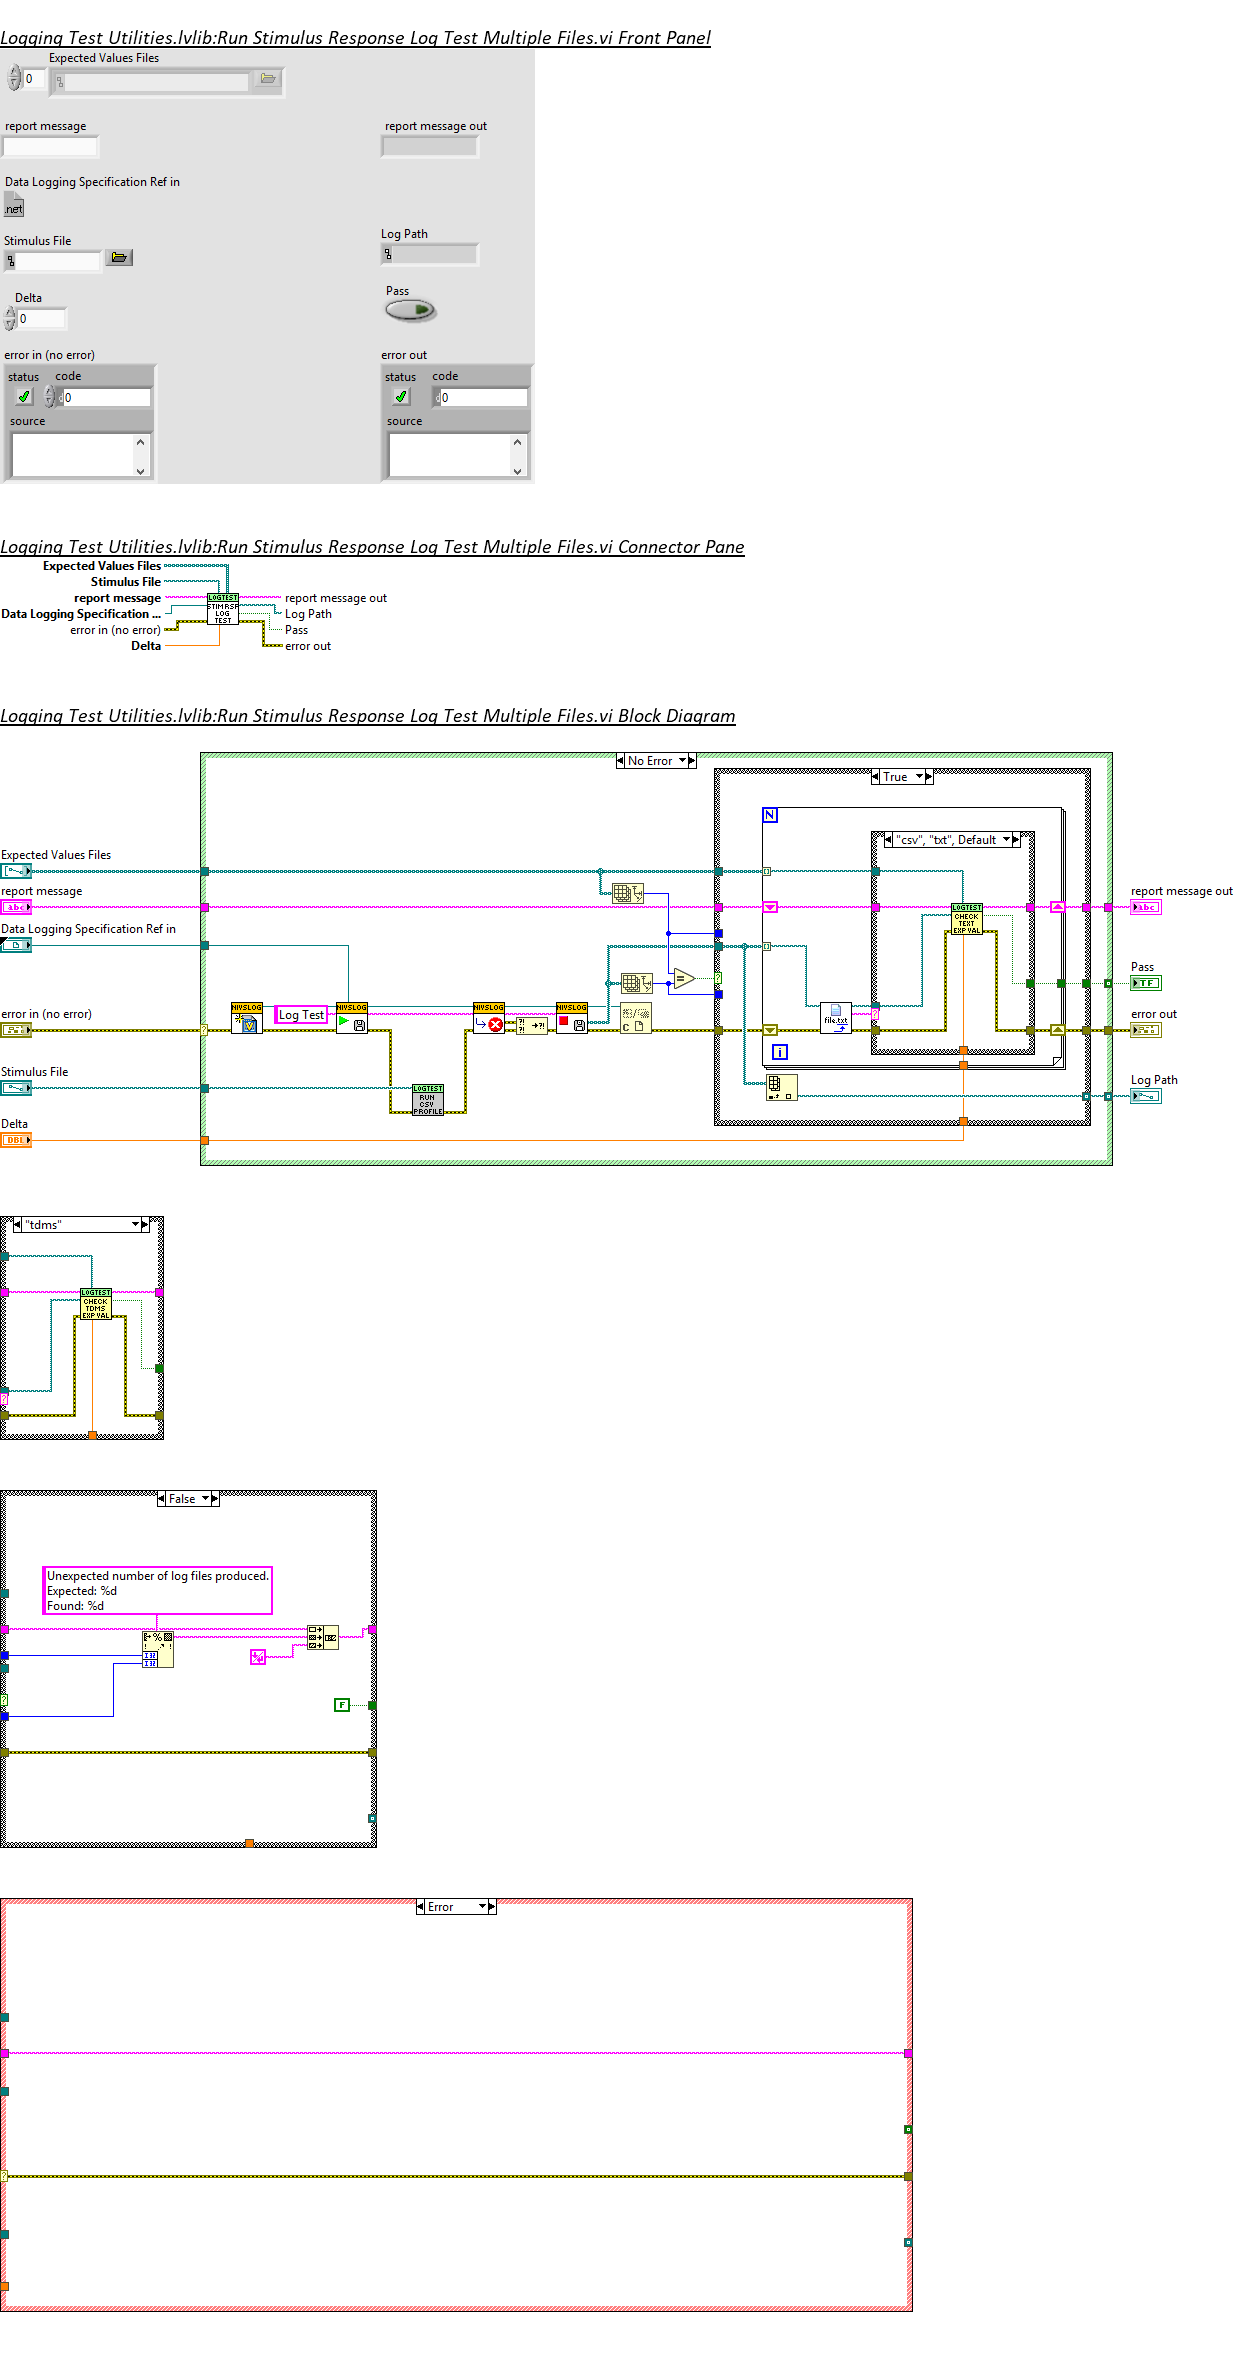 Logging Test Utilities.lvlib:Run Stimulus Response Log Test Multiple Files.vi Front Panel
Expected Values Files
0
report message
report message out
Data Logging Specification Ref in
.net
Stimulus File
Log Path
Delta
0
Pass
error in (no error)
error out
status code
0
status code
0
source
source
Logging Test Utilities.lvlib:Run Stimulus Response Log Test Multiple Files.vi Connector Pane
Expected Values Files
Stimulus File
report message
Data Logging Specification ...
error in (no error)
Delta
LOGTEST
STIM RSP
LOG
TEST
report message out
Log Path
Pass
error out
Logging Test Utilities.lvlib:Run Stimulus Response Log Test Multiple Files.vi Block Diagram
No Error
True
N
"csv", "txt", Default
Expected Values Files
report message
abc
Data Logging Specification Ref in
error in (no error)
Stimulus File
Delta
DBL
NIVSLOG
Log Test
NIVSLOG
LOGTEST
RUN
CSV
PROFILE
NIVSLOG
NIVSLOG
=
file.txt
i
LOGTEST
CHECK
TEXT
EXP VAL
report message out
abc
Pass
TF
error out
Log Path
"tdms"
LOGTEST
CHECK
TDMS
EXP VAL
False
Unexpected number of log files produced.
Expected: %d
Found: %d
I32
I32
F
Error